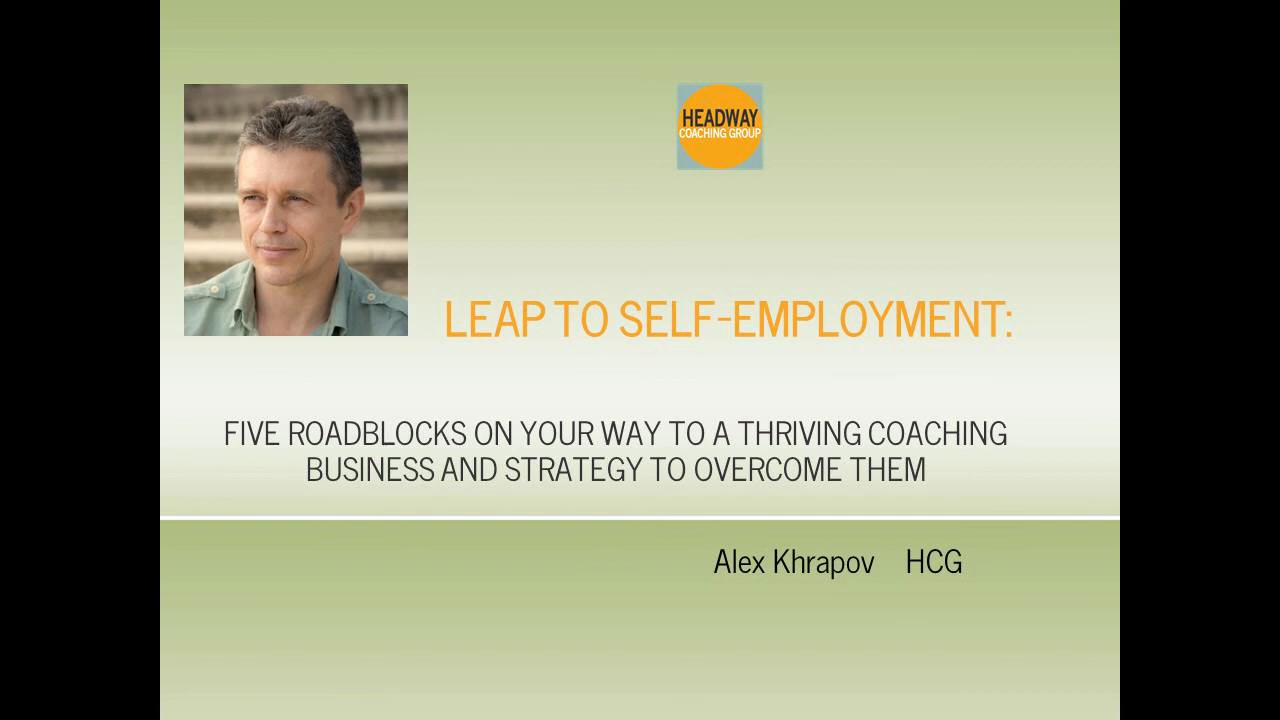 HEADWAY
COACHING GROUP
LEAP TO SELF-EMPLOYMENT:
FIVE ROADBLOCKS ON YOUR WAY TO A THRIVING COACHING
BUSINESS AND STRATEGY TO OVERCOME THEM
Alex Khrapov HCG